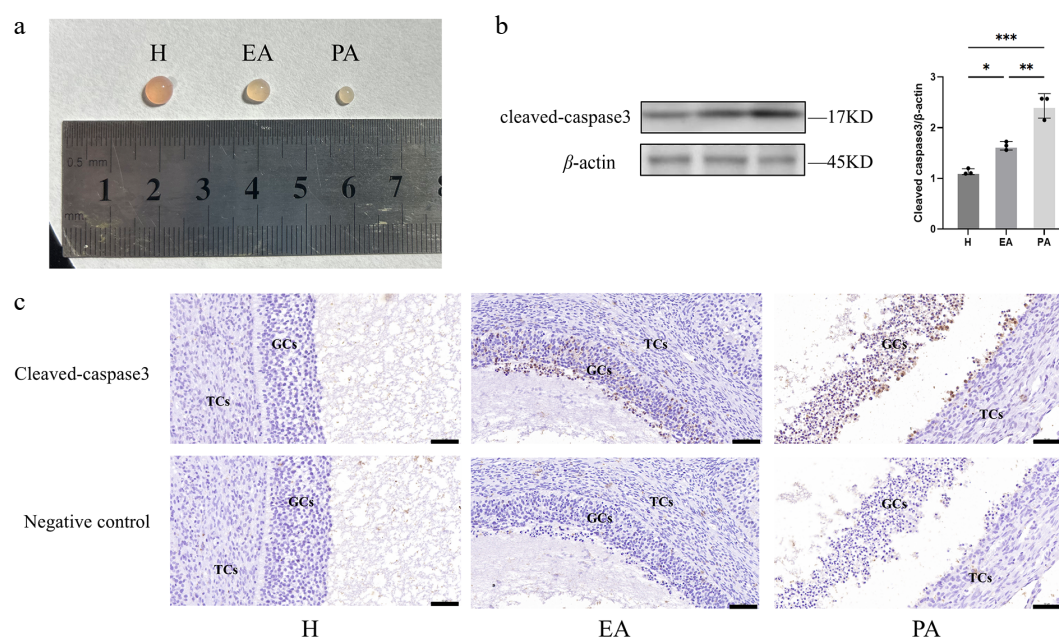 a
H EA PA
0.5 mm
1 2 3 4 5 6 7 8
mm
b
cleaved-caspase3 —17KD
β-actin —45KD
***
* **
Cleaved caspase3/β-actin
3
2
1
0
H EA PA
c
Cleaved-caspase3
GCs
TCs
TCs
GCs
GCs
TCs
Negative control
GCs
TCs
TCs
GCs
GCs
TCs
H EA PA